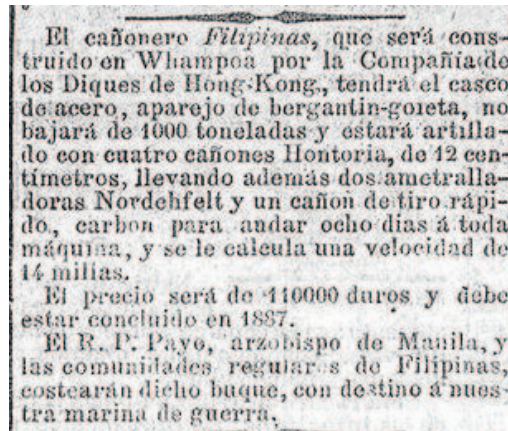 El cañonero Filipinas, que será cons-
truido en Whampoa por la Compañía de
los Diques de Hong-Kong, tendrá el casco
de acero, aparejo de bergantin-goleta, no
bajará de 1000 toneladas y estará artilla-
do con cuatro cañones Hontoria, de 12 cen-
tímetros, llevando además dos ametralla-
doras Nordehfelt y un cañon de tiro rápi-
do, carbon para andar ocho dias á toda
máquina, y se le calcula una velocidad de
14 millas.
El precio será de 110000 duros y debe
estar concluido en 1887.
El R. P. Payo, arzobispo de Manila, y
las comunidades regulares de Filipinas,
costearán dicho buque, con destino á nues-
tra marina de guerra.